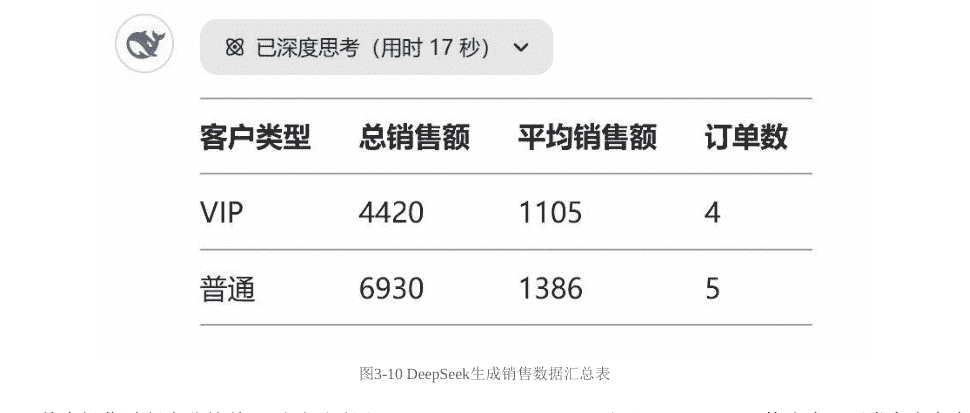 已深度思考（用时 17 秒）
客户类型 总销售额 平均销售额 订单数
VIP 4420 1105 4
普通 6930 1386 5
图3-10 DeepSeek生成销售数据汇总表